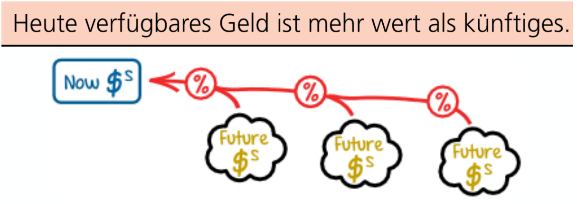 Heute verfügbares Geld ist mehr wert als künftiges.
Now $s
%
%
%
Future
$s
Future
$s
Future
$s